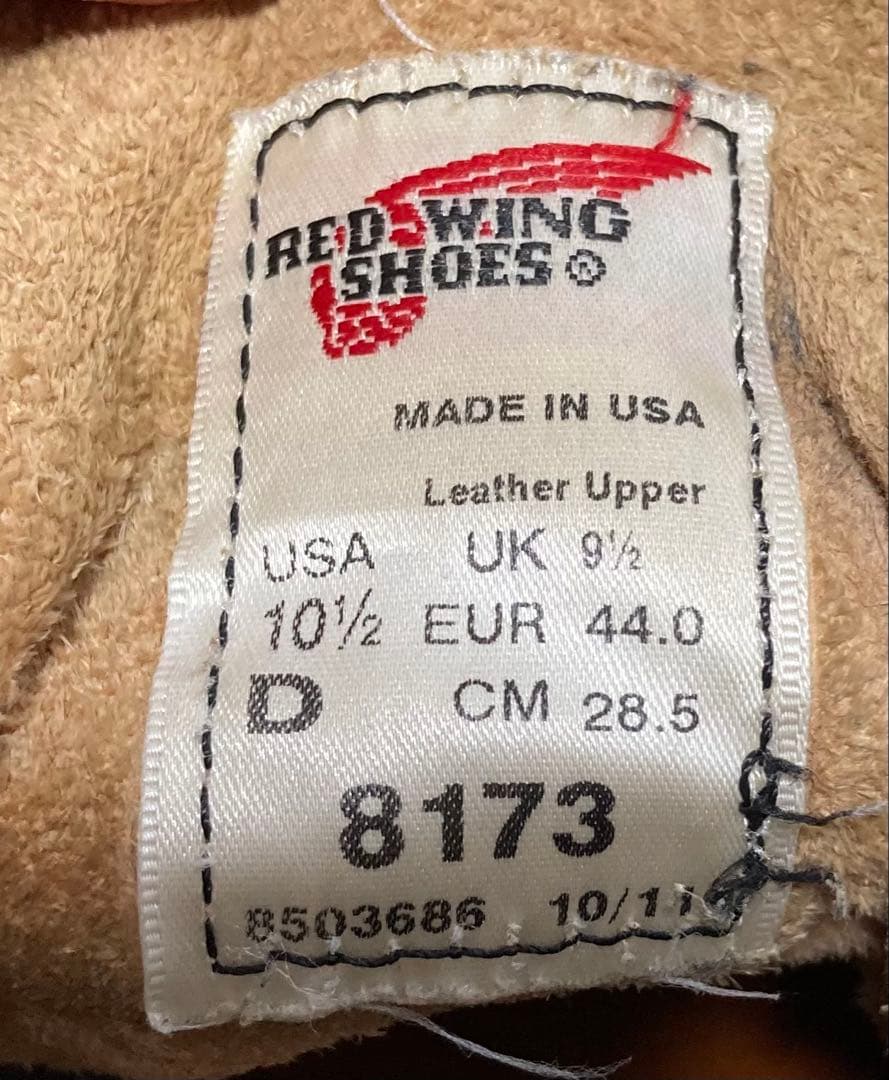 RED WING
SHOES ®
MADE IN USA
Leather Upper
USA UK 9½
10½ EUR 44.0
D CM 28.5
8173
8503686